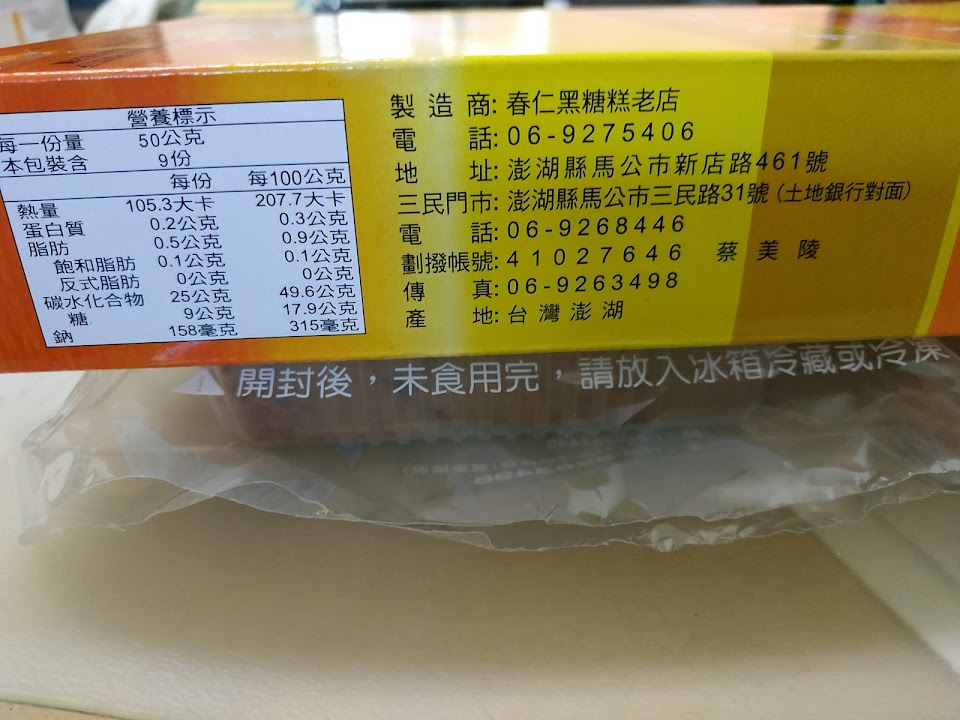 營養標示
每一份量 50公克
本包裝含 9份
每份 每100公克
熱量 105.3大卡 207.7大卡
蛋白質 0.2公克 0.3公克
脂肪 0.5公克 0.9公克
飽和脂肪 0.1公克 0.1公克
反式脂肪 0公克 0公克
碳水化合物 25公克 49.6公克
糖 9公克 17.9公克
鈉 158毫克 315毫克
製造商: 春仁黑糖糕老店
電話: 06-9275406
地址: 澎湖縣馬公市新店路461號
三民門市: 澎湖縣馬公市三民路31號 (土地銀行對面)
電話: 06-9268446
劃撥帳號: 41027646 蔡美陵
傳真: 06-9263498
產地: 台灣澎湖
開封後，未食用完，請放入冰箱冷藏或冷凍